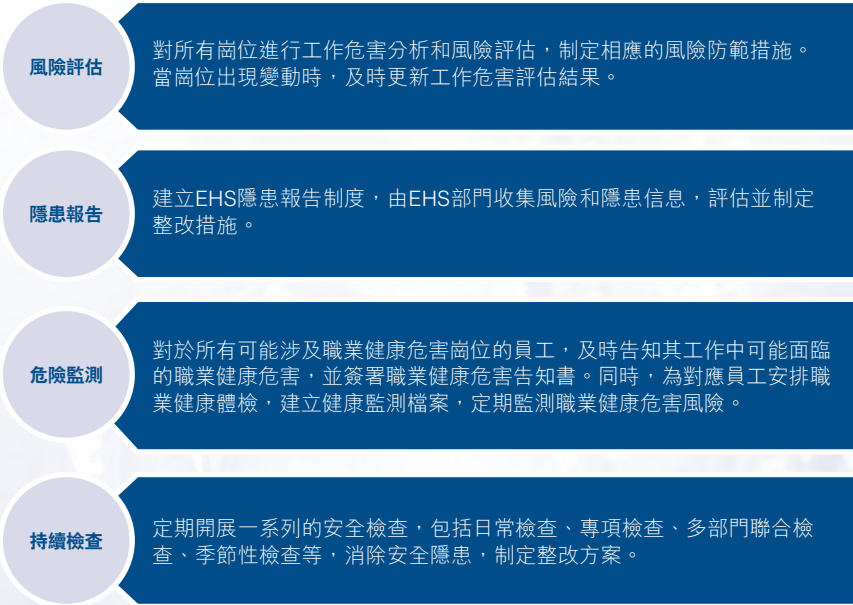 風險評估
對所有崗位進行工作危害分析和風險評估，制定相應的風險防範措施。
當崗位出現變動時，及時更新工作危害評估結果。
隱患報告
建立EHS隱患報告制度，由EHS部門收集風險和隱患信息，評估並制定
整改措施。
危險監測
對於所有可能涉及職業健康危害崗位的員工，及時告知其工作中可能面臨
的職業健康危害，並簽署職業健康危害告知書。同時，為對應員工安排職
業健康體檢，建立健康監測檔案，定期監測職業健康危害風險。
持續檢查
定期開展一系列的安全檢查，包括日常檢查、專項檢查、多部門聯合檢
查、季節性檢查等，消除安全隱患，制定整改方案。